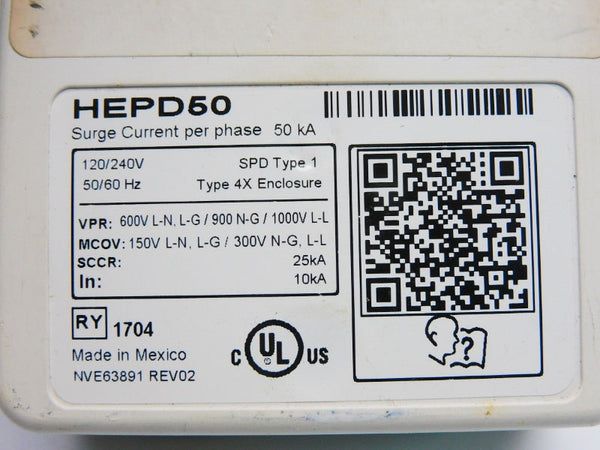 HEPD50
Surge Current per phase 50 kA
120/240V SPD Type 1
50/60 Hz Type 4X Enclosure
VPR: 600V L-N, L-G / 900 N-G / 1000V L-L
MCOV: 150V L-N, L-G / 300V N-G, L-L
SCCR: 25kA
In: 10kA
RY 1704
C UL US
?
Made in Mexico
NVE63891 REV02